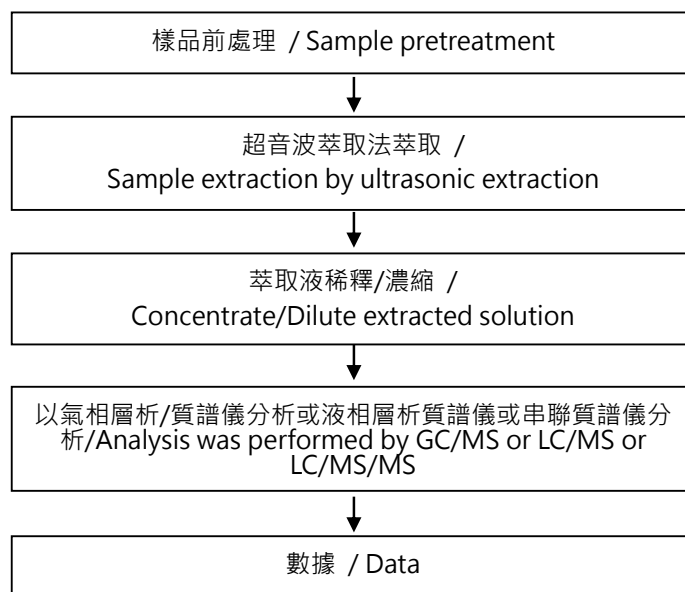 樣品前處理 / Sample pretreatment
超音波萃取法萃取 /
Sample extraction by ultrasonic extraction
萃取液稀釋/濃縮 /
Concentrate/Dilute extracted solution
以氣相層析/質譜儀分析或液相層析質譜儀或串聯質譜儀分
析/Analysis was performed by GC/MS or LC/MS or
LC/MS/MS
數據 / Data